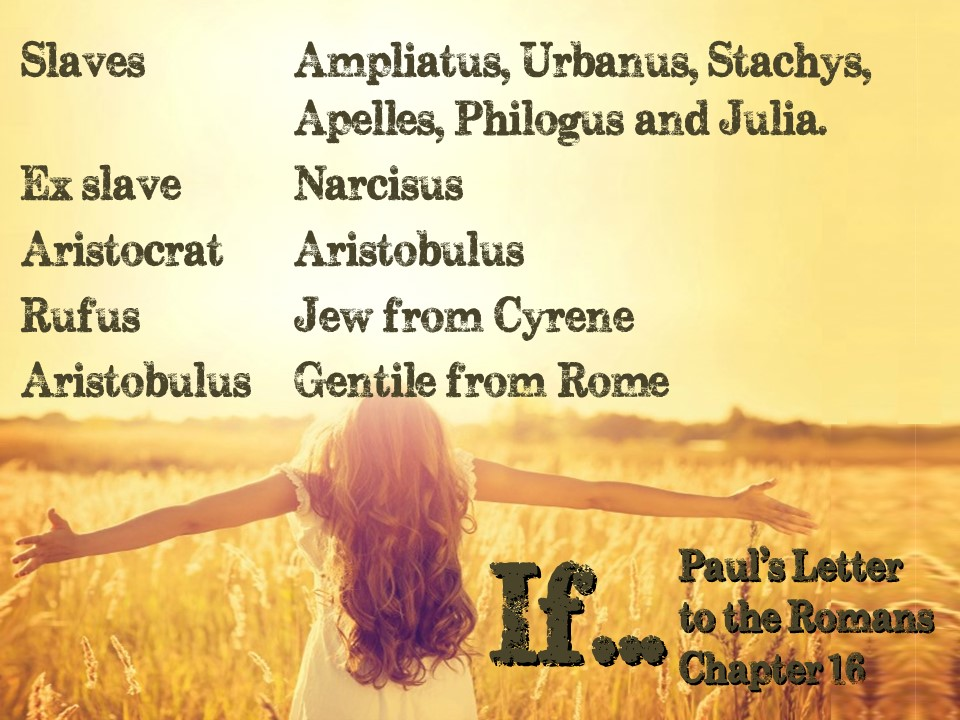 Slaves Ampliatus, Urbanus, Stachys,
Apelles, Philogus and Julia.
Ex slave Narcisus
Aristocrat Aristobulus
Rufus Jew from Cyrene
Aristobulus Gentile from Rome
If...
Paul's Letter
to the Romans
Chapter 16